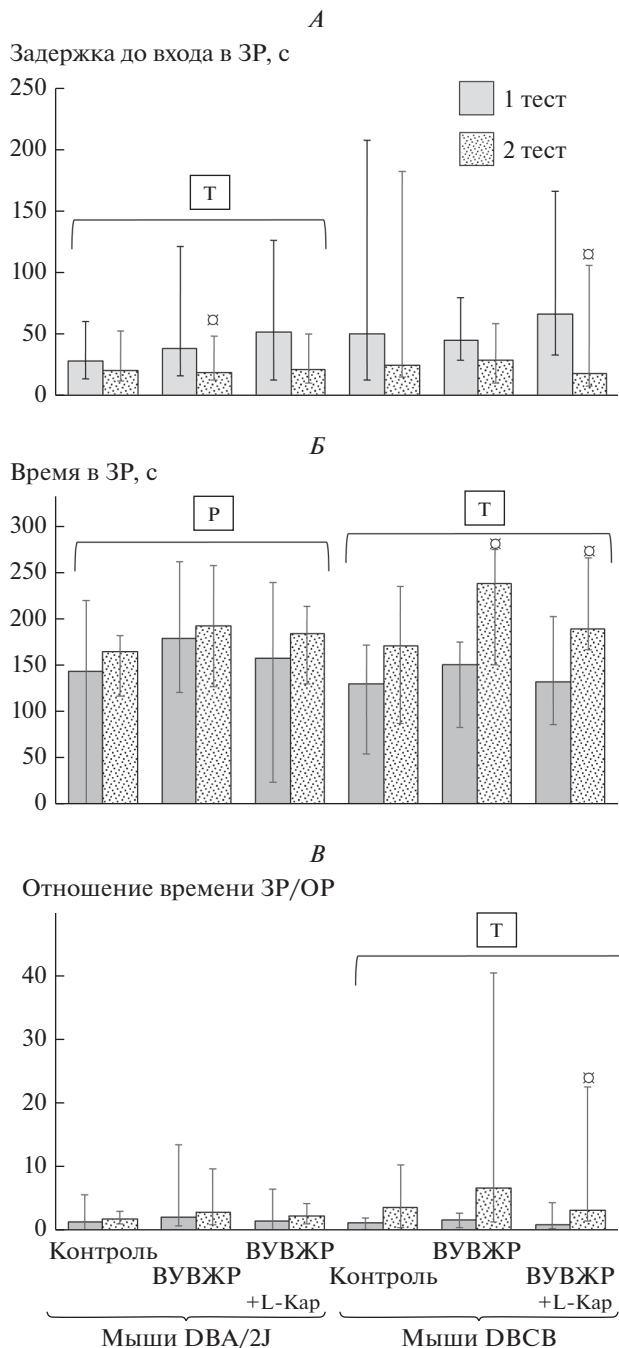 А
Задержка до входа в ЗР, с
250
200
150
100
50
0
1 тест
2 тест
Т
¤
¤
Б
Время в ЗР, с
300
250
200
150
100
50
0
Р
Т
¤
¤
В
Отношение времени ЗР/ОР
40
30
20
10
0
Т
¤
Контроль
ВУВЖР
ВУВЖР
+L-Кар
Контроль
ВУВЖР
ВУВЖР
+L-Кар
Мыши DBA/2J
Мыши DBCB